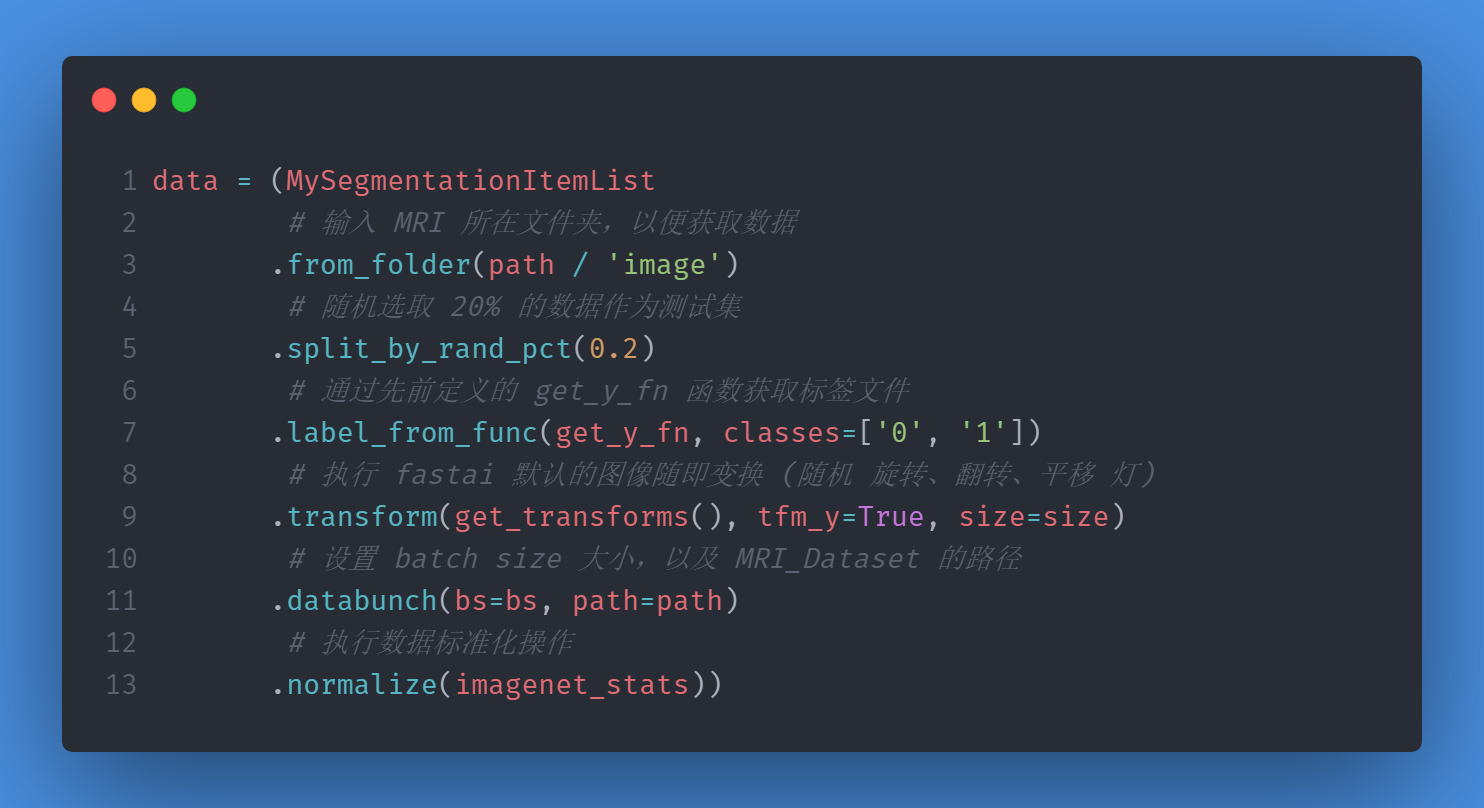 1 data = (MySegmentationItemList
2 # 输入 MRI 所在文件夹，以便获取数据
3 .from_folder(path / 'image')
4 # 随机选取 20% 的数据作为测试集
5 .split_by_rand_pct(0.2)
6 # 通过先前定义的 get_y_fn 函数获取标签文件
7 .label_from_func(get_y_fn, classes=['0', '1'])
8 # 执行 fastai 默认的图像随即变换 (随机 旋转、翻转、平移 灯)
9 .transform(get_transforms(), tfm_y=True, size=size)
10 # 设置 batch size 大小，以及 MRI_Dataset 的路径
11 .databunch(bs=bs, path=path)
12 # 执行数据标准化操作
13 .normalize(imagenet_stats))